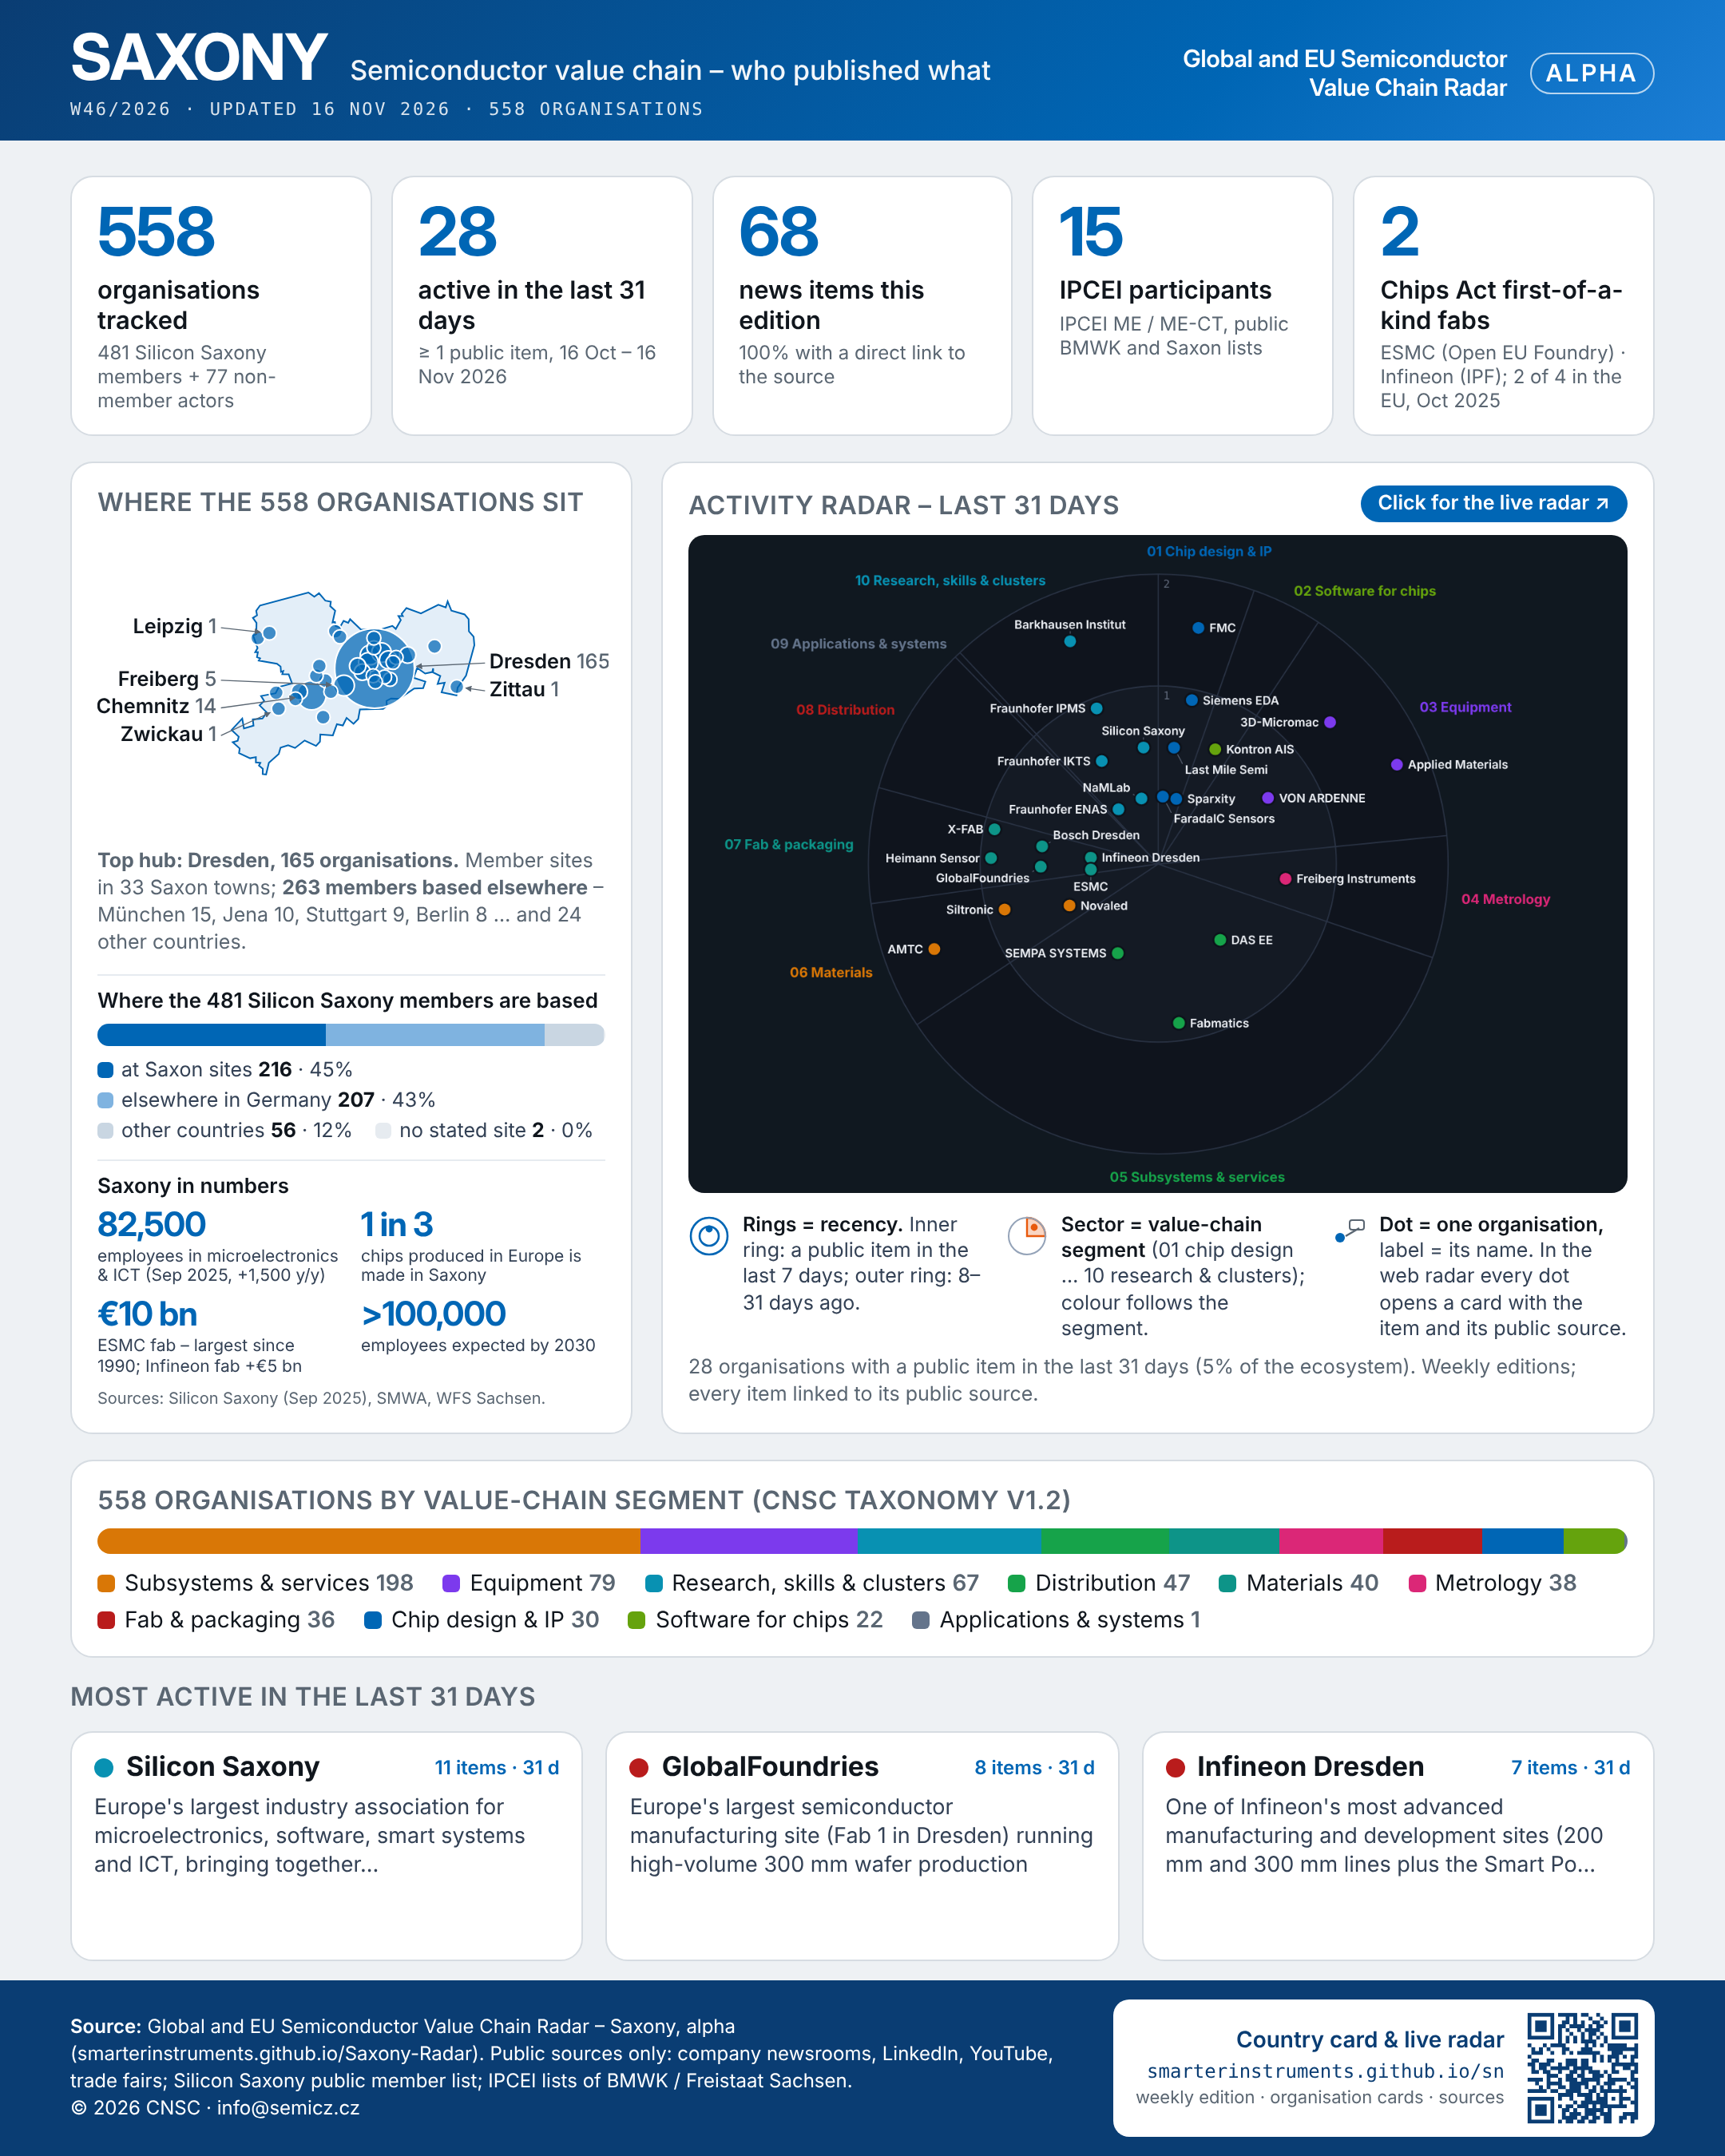 SAXONY Semiconductor value chain – who published what
W46/2026 · UPDATED 16 NOV 2026 · 558 ORGANISATIONS
Global and EU Semiconductor
Value Chain Radar
ALPHA
558
organisations
tracked
481 Silicon Saxony
members + 77 non-
member actors
28
active in the last 31
days
≥ 1 public item, 16 Oct – 16
Nov 2026
68
news items this
edition
100% with a direct link to
the source
15
IPCEI participants
IPCEI ME / ME-CT, public
BMWK and Saxon lists
2
Chips Act first-of-a-
kind fabs
ESMC (Open EU Foundry) ·
Infineon (IPF); 2 of 4 in the
EU, Oct 2025
WHERE THE 558 ORGANISATIONS SIT
Leipzig 1
Freiberg 5
Chemnitz 14
Zwickau 1
Dresden 165
Zittau 1
Top hub: Dresden, 165 organisations. Member sites
in 33 Saxon towns; 263 members based elsewhere –
München 15, Jena 10, Stuttgart 9, Berlin 8 … and 24
other countries.
Where the 481 Silicon Saxony members are based
at Saxon sites 216 · 45%
elsewhere in Germany 207 · 43%
other countries 56 · 12% no stated site 2 · 0%
Saxony in numbers
82,500
employees in microelectronics
& ICT (Sep 2025, +1,500 y/y)
1 in 3
chips produced in Europe is
made in Saxony
€10 bn
ESMC fab – largest since
1990; Infineon fab +€5 bn
>100,000
employees expected by 2030
Sources: Silicon Saxony (Sep 2025), SMWA, WFS Sachsen.
ACTIVITY RADAR – LAST 31 DAYS
Click for the live radar ↗
01 Chip design & IP
10 Research, skills & clusters
2
02 Software for chips
Barkhausen Institut
FMC
09 Applications & systems
1
Siemens EDA
Fraunhofer IPMS
03 Equipment
08 Distribution
3D-Micromac
Silicon Saxony
Kontron AIS
Fraunhofer IKTS
Last Mile Semi
Applied Materials
NaMLab
Sparxity
VON ARDENNE
Fraunhofer ENAS
FaradaIC Sensors
X-FAB
Bosch Dresden
07 Fab & packaging
Heimann Sensor
Infineon Dresden
GlobalFoundries
ESMC
Freiberg Instruments
04 Metrology
Siltronic
Novaled
AMTC
SEMPA SYSTEMS
DAS EE
06 Materials
Fabmatics
05 Subsystems & services
Rings = recency. Inner
ring: a public item in the
last 7 days; outer ring: 8–
31 days ago.
Sector = value-chain
segment (01 chip design
… 10 research & clusters);
colour follows the
segment.
Dot = one organisation,
label = its name. In the
web radar every dot
opens a card with the
item and its public source.
28 organisations with a public item in the last 31 days (5% of the ecosystem). Weekly editions;
every item linked to its public source.
558 ORGANISATIONS BY VALUE-CHAIN SEGMENT (CNSC TAXONOMY V1.2)
Subsystems & services 198 Equipment 79 Research, skills & clusters 67 Distribution 47 Materials 40 Metrology 38
Fab & packaging 36 Chip design & IP 30 Software for chips 22 Applications & systems 1
MOST ACTIVE IN THE LAST 31 DAYS
Silicon Saxony 11 items · 31 d
Europe's largest industry association for
microelectronics, software, smart systems
and ICT, bringing together…
GlobalFoundries 8 items · 31 d
Europe's largest semiconductor
manufacturing site (Fab 1 in Dresden) running
high-volume 300 mm wafer production
Infineon Dresden 7 items · 31 d
One of Infineon's most advanced
manufacturing and development sites (200
mm and 300 mm lines plus the Smart Po…
Source: Global and EU Semiconductor Value Chain Radar – Saxony, alpha
(smarterinstruments.github.io/Saxony-Radar). Public sources only: company newsrooms, LinkedIn, YouTube,
trade fairs; Silicon Saxony public member list; IPCEI lists of BMWK / Freistaat Sachsen.
© 2026 CNSC · info@semicz.cz
Country card & live radar
smarterinstruments.github.io/sn
weekly edition · organisation cards · sources